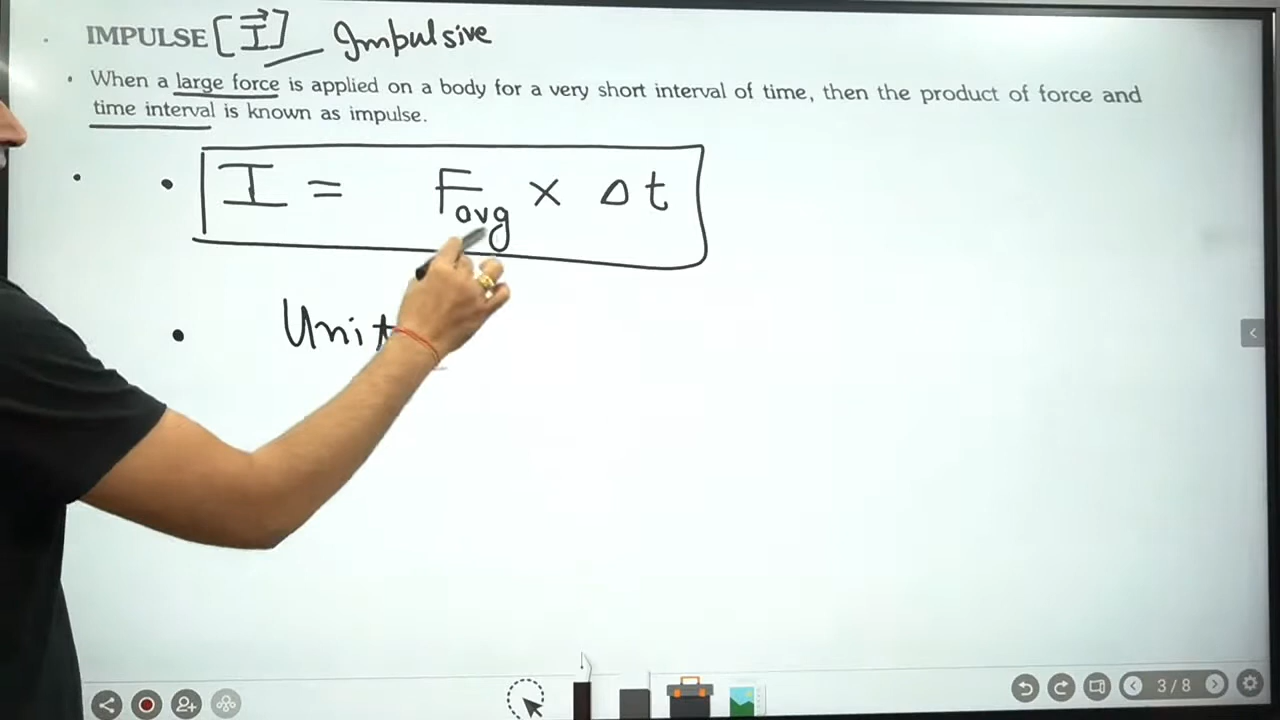 IMPULSE [I⃗] Impulsive
• When a large force is applied on a body for a very short interval of time, then the product of force and
time interval is known as impulse.
• I = Favg × Δt
• Unit
3 / 8